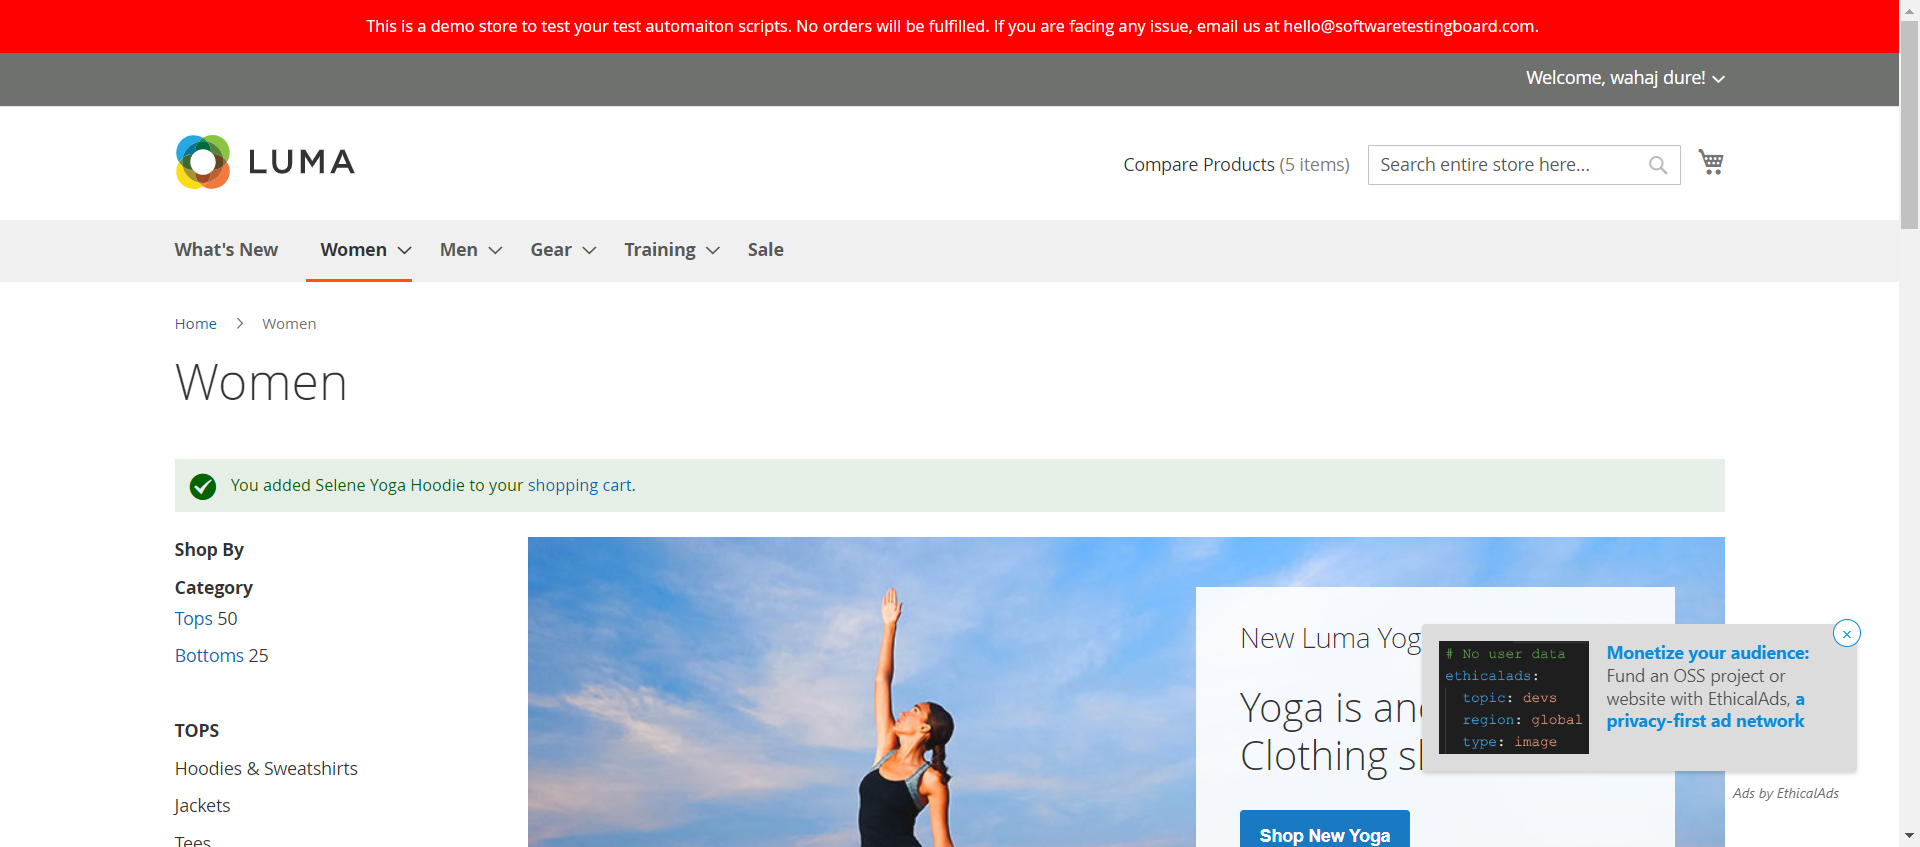 This is a demo store to test your test automaiton scripts. No orders will be fulfilled. If you are facing any issue, email us at hello@softwaretestingboard.com.
Welcome, wahaj dure!
LUMA
Compare Products (5 items)
Search entire store here...
What's New Women Men Gear Training Sale
Home > Women
Women
You added Selene Yoga Hoodie to your shopping cart.
Shop By
Category
Tops 50
Bottoms 25
TOPS
Hoodies & Sweatshirts
Jackets
Tees
New Luma Yog
Yoga is an
Clothing s
Shop New Yoga
# No user data
ethicalads:
topic: devs
region: global
type: image
Monetize your audience:
Fund an OSS project or
website with EthicalAds, a
privacy-first ad network
×
Ads by EthicalAds